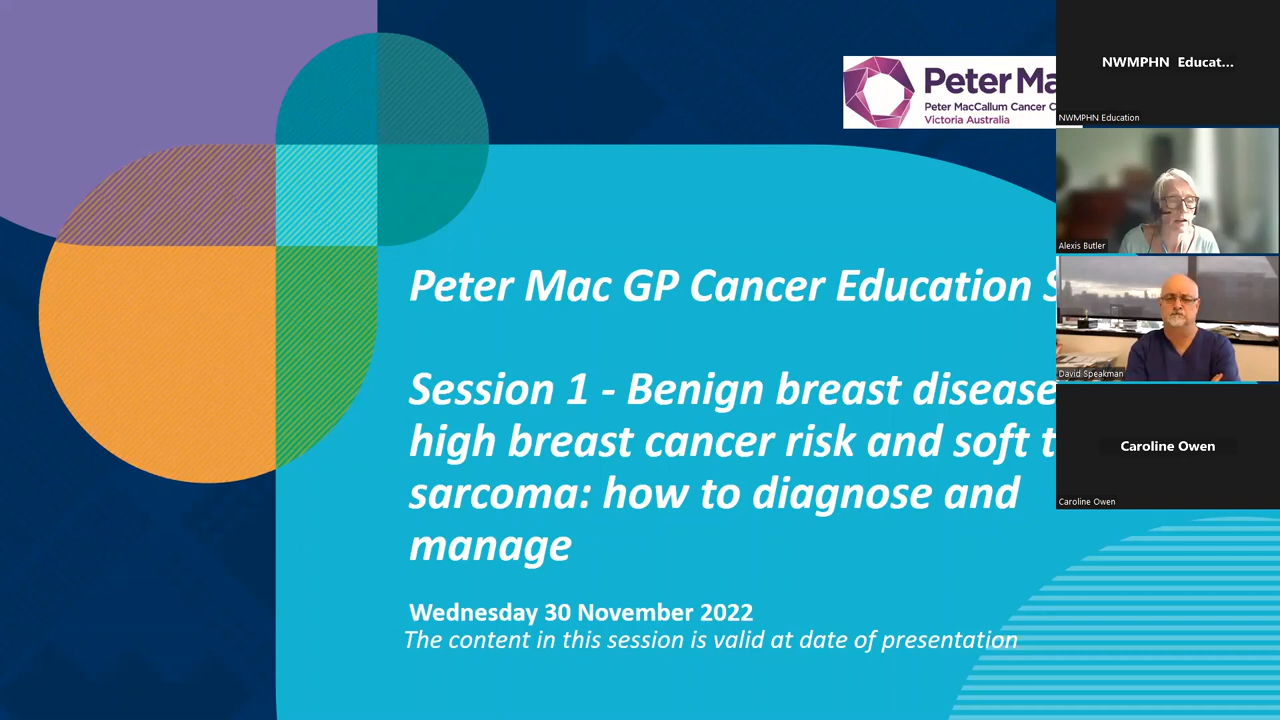 Peter Ma
Peter MacCallum Cancer C
Victoria Australia
Peter Mac GP Cancer Education S
Session 1 - Benign breast disease
high breast cancer risk and soft t
sarcoma: how to diagnose and
manage
Wednesday 30 November 2022
The content in this session is valid at date of presentation
NWMPHN Educat...
NWMPHN Education
Alexis Butler
David Speakman
Caroline Owen
Caroline Owen